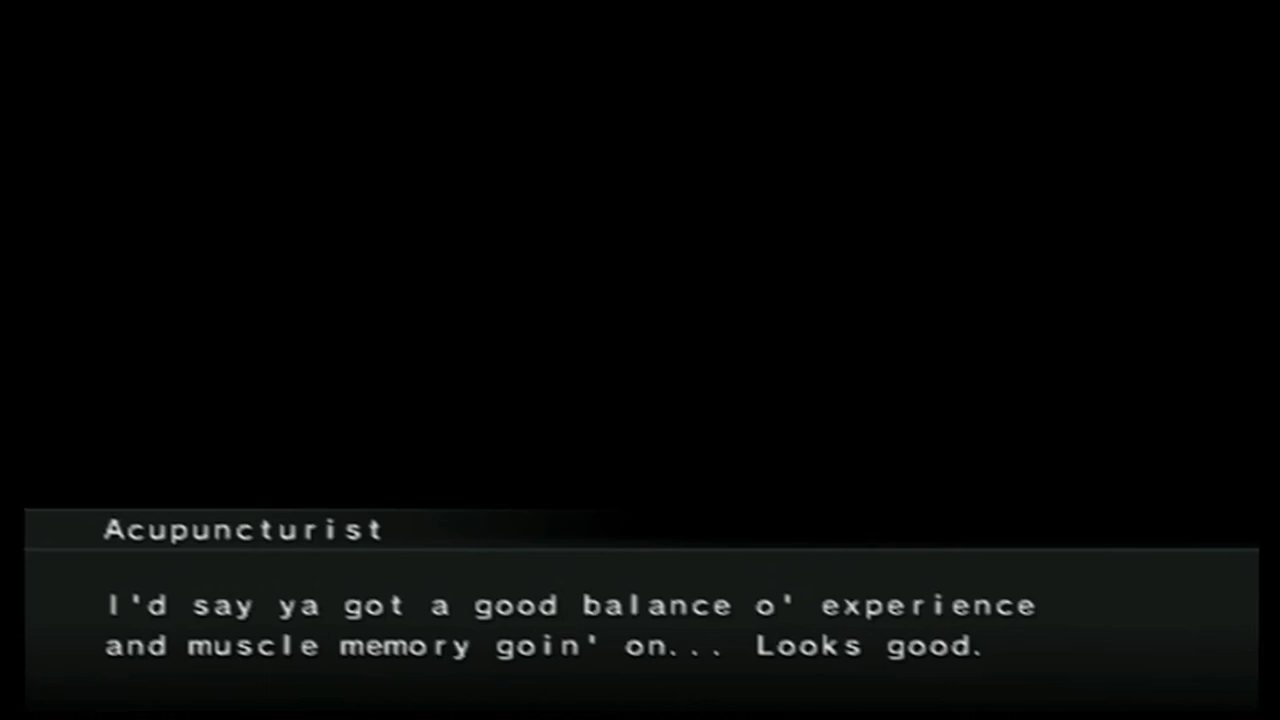 Acupuncturist
I'd say ya got a good balance o' experience
and muscle memory goin' on... Looks good.